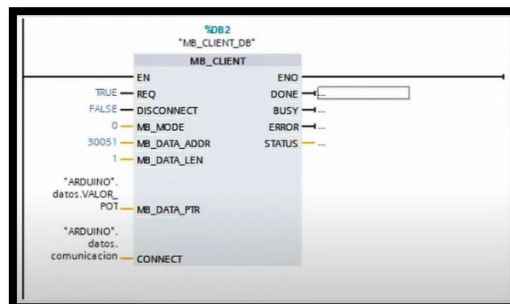 %DB2
"MB_CLIENT_DB"
MB_CLIENT
EN ENO
TRUE REQ DONE ...
FALSE DISCONNECT BUSY ...
0 MB_MODE ERROR ...
30051 MB_DATA_ADDR STATUS ...
1 MB_DATA_LEN
"ARDUINO".
datos.VALOR_
POT MB_DATA_PTR
"ARDUINO".
datos.
comunicacion CONNECT